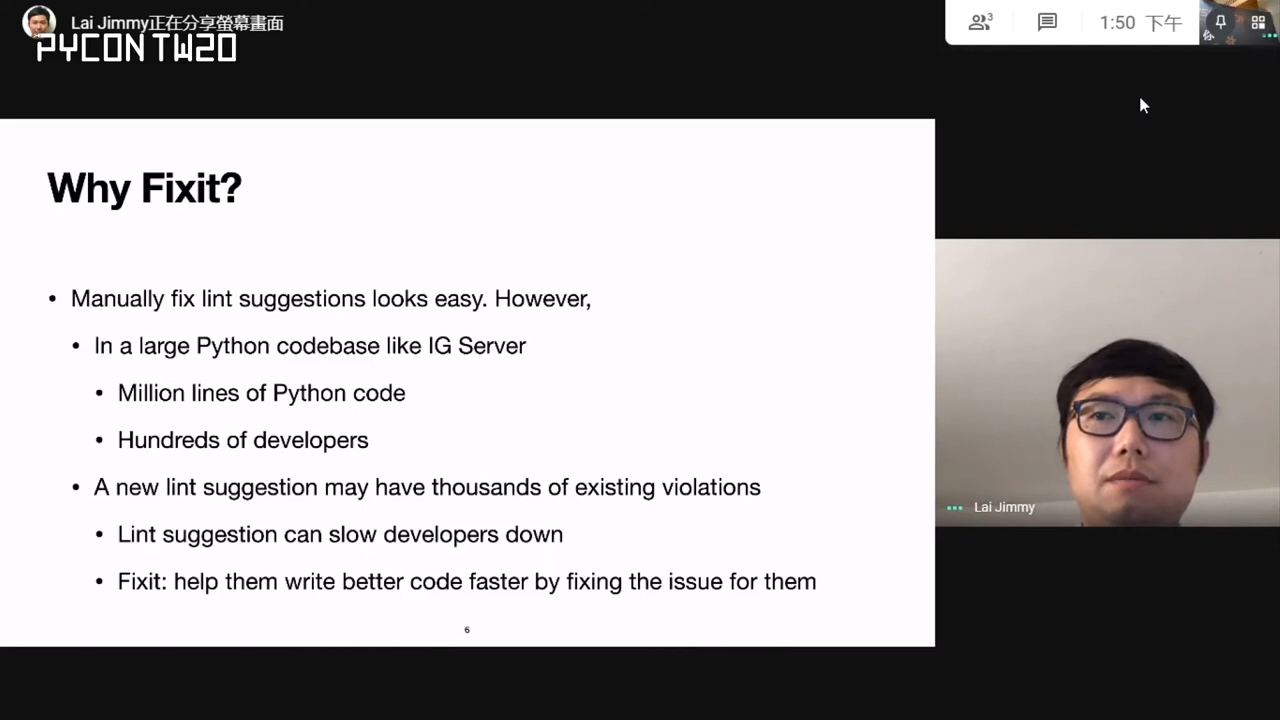 Lai Jimmy正在分享螢幕畫面
PYCON TW20
3
1:50 下午
你
Why Fixit?
• Manually fix lint suggestions looks easy. However,
• In a large Python codebase like IG Server
• Million lines of Python code
• Hundreds of developers
• A new lint suggestion may have thousands of existing violations
• Lint suggestion can slow developers down
• Fixit: help them write better code faster by fixing the issue for them
6
Lai Jimmy